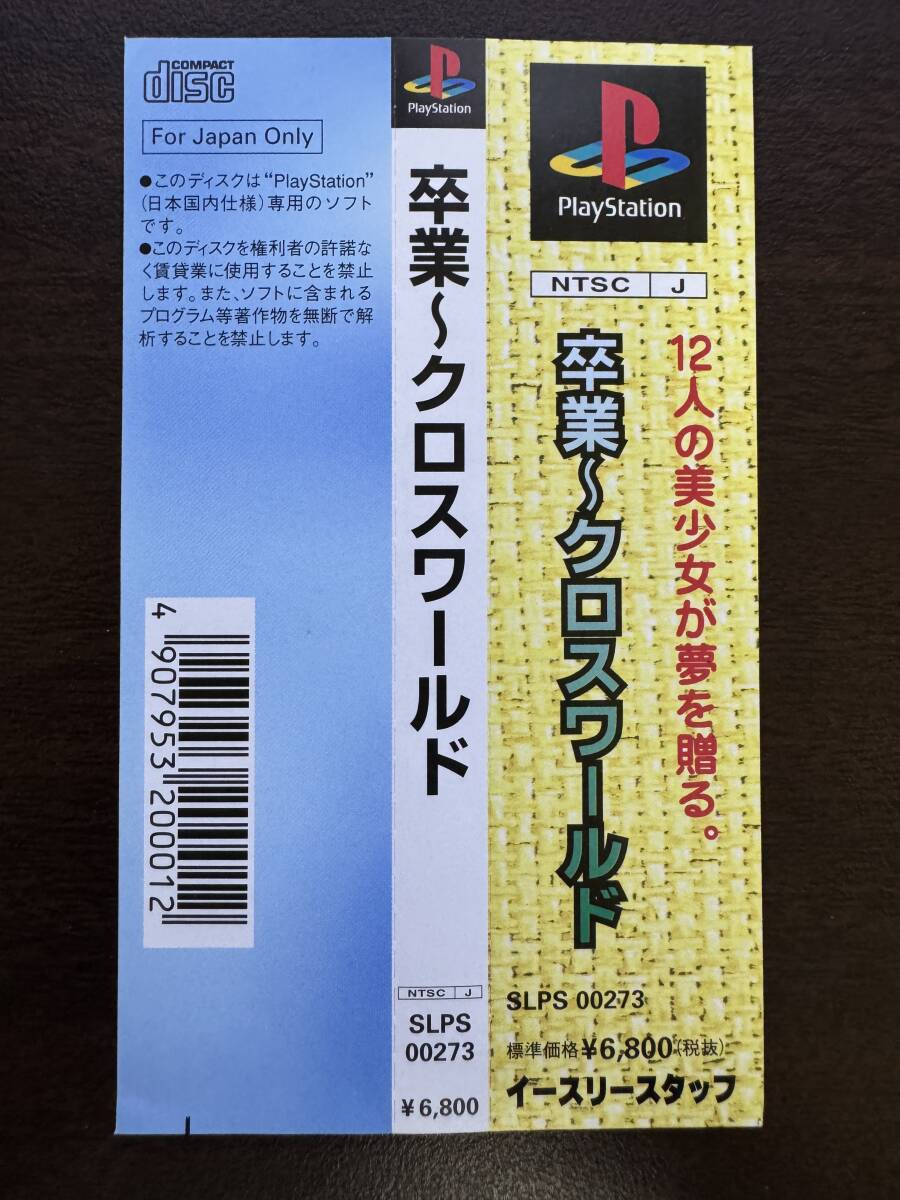 COMPACT
disc
For Japan Only
●このディスクは“PlayStation”
(日本国内仕様)専用のソフト
です。
●このディスクを権利者の許諾な
く賃貸業に使用することを禁止
します。また、ソフトに含まれる
プログラム等著作物を無断で解
析することを禁止します。
4 907953 200012
PlayStation
卒業〜クロスワールド
NTSC J
SLPS
00273
¥6,800
PlayStation
NTSC J
12人の美少女が夢を贈る。
卒業〜クロスワールド
SLPS 00273
標準価格¥6,800(税抜)
イースリースタッフ